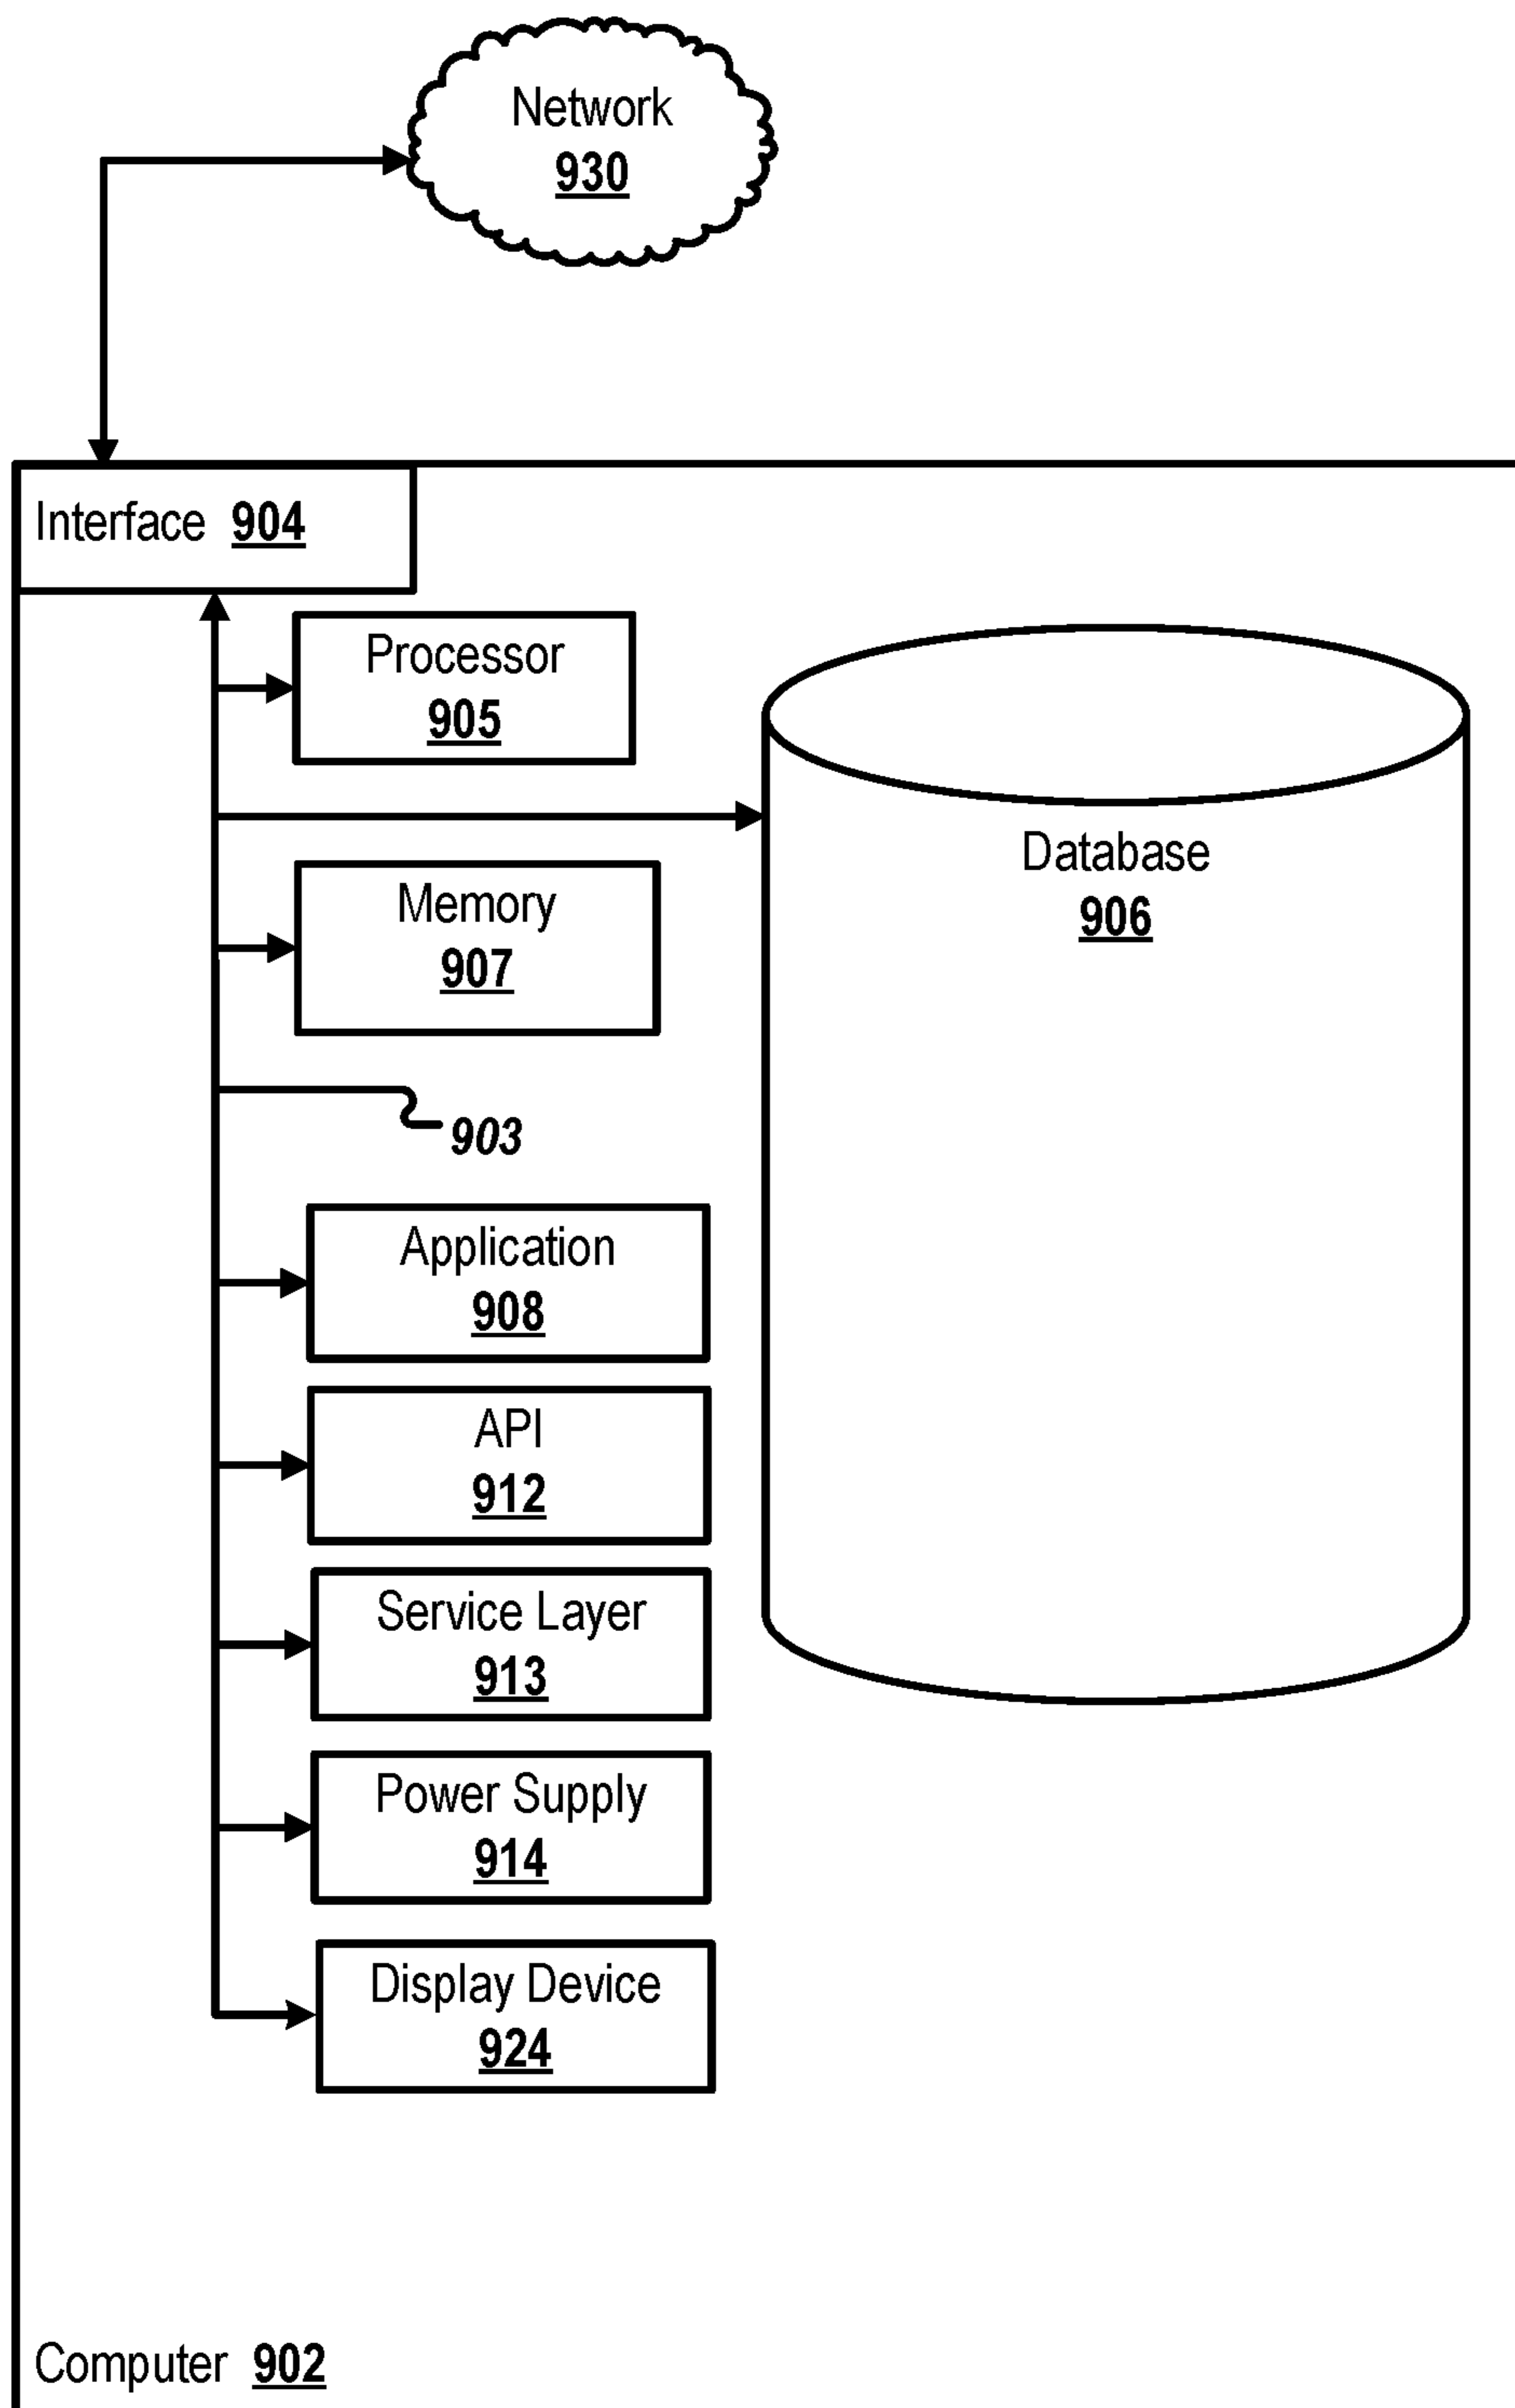 Network
930
Interface 904
Processor
905
Database
906
Memory
907
903
Application
908
API
912
Service Layer
913
Power Supply
914
Display Device
924
Computer 902